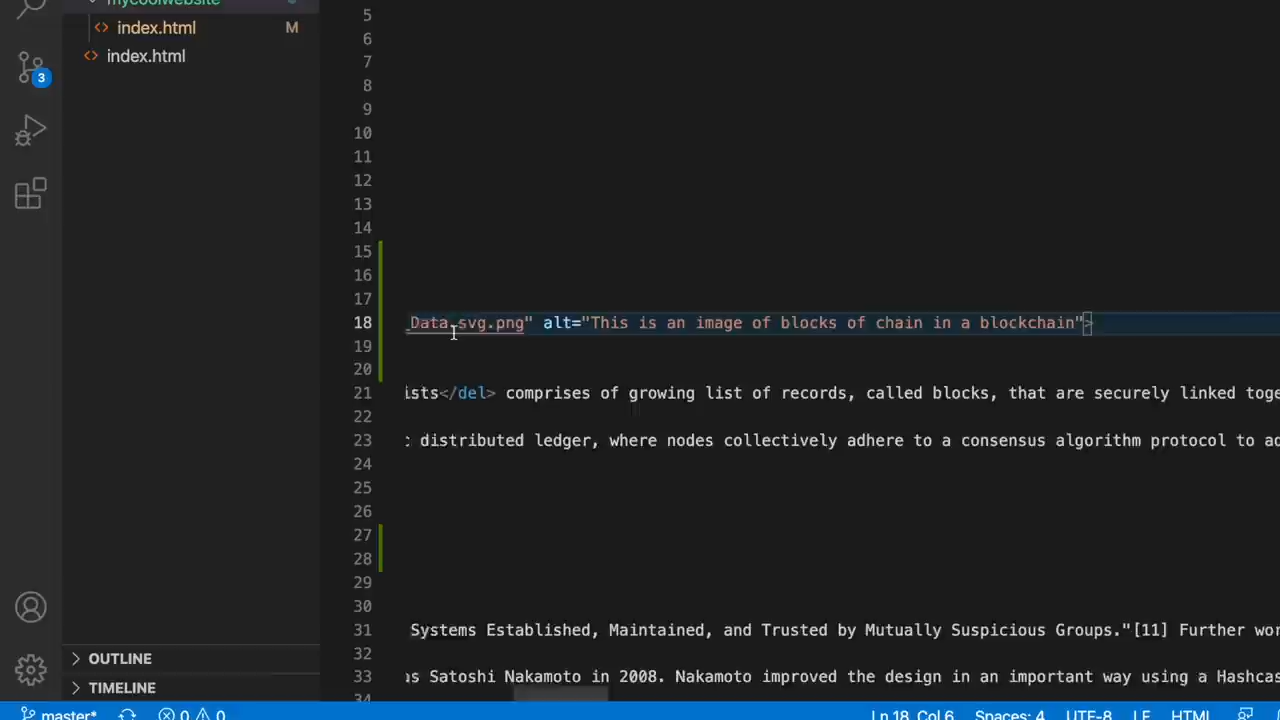 mycoolwebsite
<> index.html M
<> index.html
3
5
6
7
8
9
10
11
12
13
14
15
16
17
18 _Data.svg.png" alt="This is an image of blocks of chain in a blockchain">
19
20
21 ists</del> comprises of growing list of records, called blocks, that are securely linked toge
22
23 : distributed ledger, where nodes collectively adhere to a consensus algorithm protocol to ad
24
25
26
27
28
29
30
31 Systems Established, Maintained, and Trusted by Mutually Suspicious Groups."[11] Further wor
32
33 as Satoshi Nakamoto in 2008. Nakamoto improved the design in an important way using a Hashcas
34
OUTLINE
TIMELINE
master* 0 0 Ln 18, Col 6 Spaces: 4 UTF-8 LF HTML